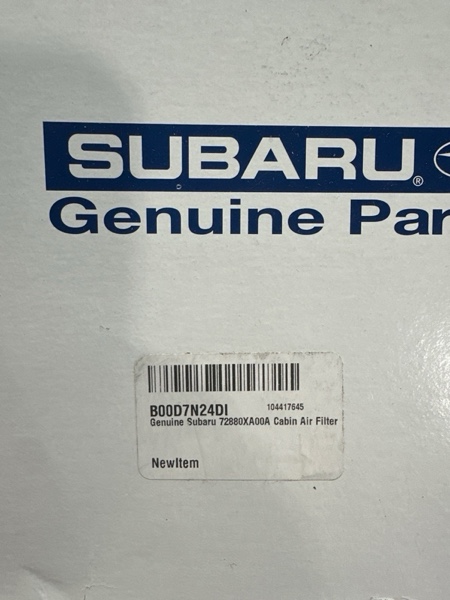 SUBARU®
Genuine Par
B00D7N24DI 104417645
Genuine Subaru 72880XA00A Cabin Air Filter
NewItem